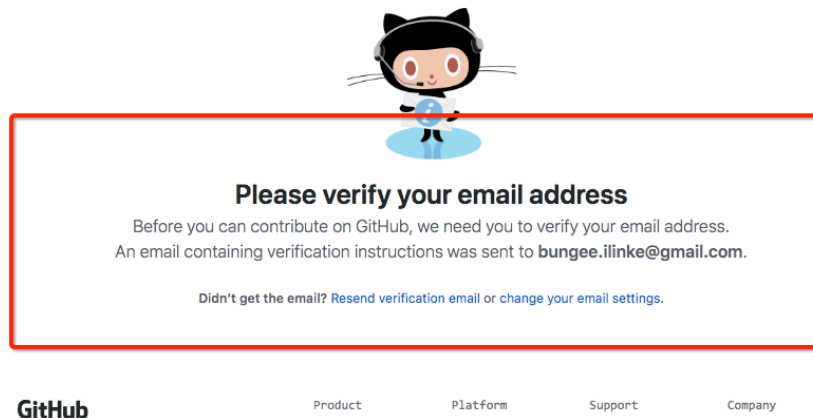 Please verify your email address
Before you can contribute on GitHub, we need you to verify your email address.
An email containing verification instructions was sent to bungee.ilinke@gmail.com.
Didn't get the email? Resend verification email or change your email settings.
GitHub Product Platform Support Company